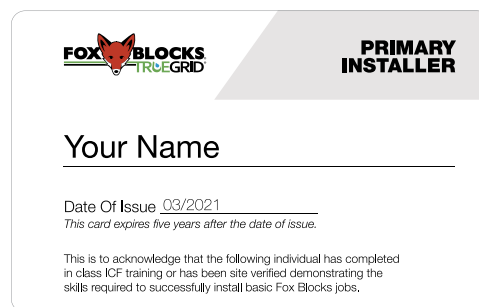 FOX BLOCKS
TRUEGRID
PRIMARY
INSTALLER
Your Name
Date Of Issue 03/2021
This card expires five years after the date of issue.
This is to acknowledge that the following individual has completed
in class ICF training or has been site verified demonstrating the
skills required to successfully install basic Fox Blocks jobs.